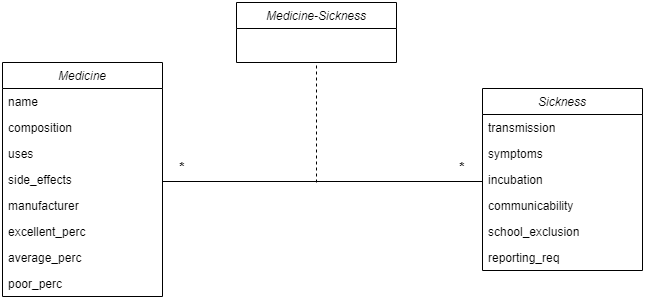 Medicine-Sickness
Medicine
name
composition
uses
side_effects
manufacturer
excellent_perc
average_perc
poor_perc
*
*
Sickness
transmission
symptoms
incubation
communicability
school_exclusion
reporting_req